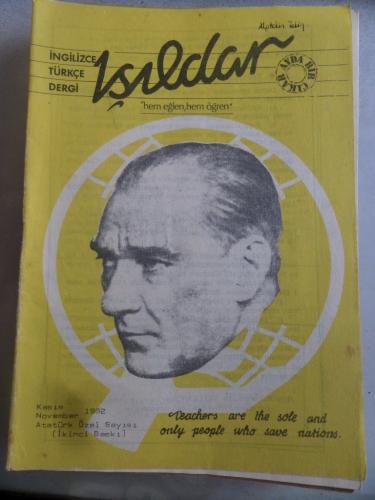 İNGİLİZCE
TÜRKÇE
DERGİ
Işıldar
AYDA BİR
ÇIKAR
"hem eğlen, hem öğren"
Kasım
November 1982
Atatürk Özel Sayısı
(İkinci Baskı)
Teachers are the sole and
only people who save nations.